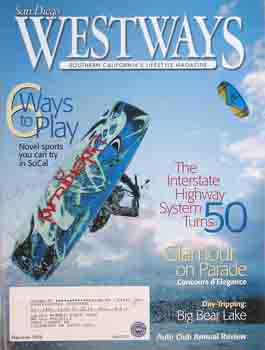 San Diego
WESTWAYS
SOUTHERN CALIFORNIA'S LIFESTYLE MAGAZINE
6 Ways
to Play
Novel sports
you can try
in SoCal
The
Interstate
Highway
System
Turns 50
Glamour
on Parade
Concours d'Elegance
Day-Tripping:
Big Bear Lake
Auto Club Annual Review